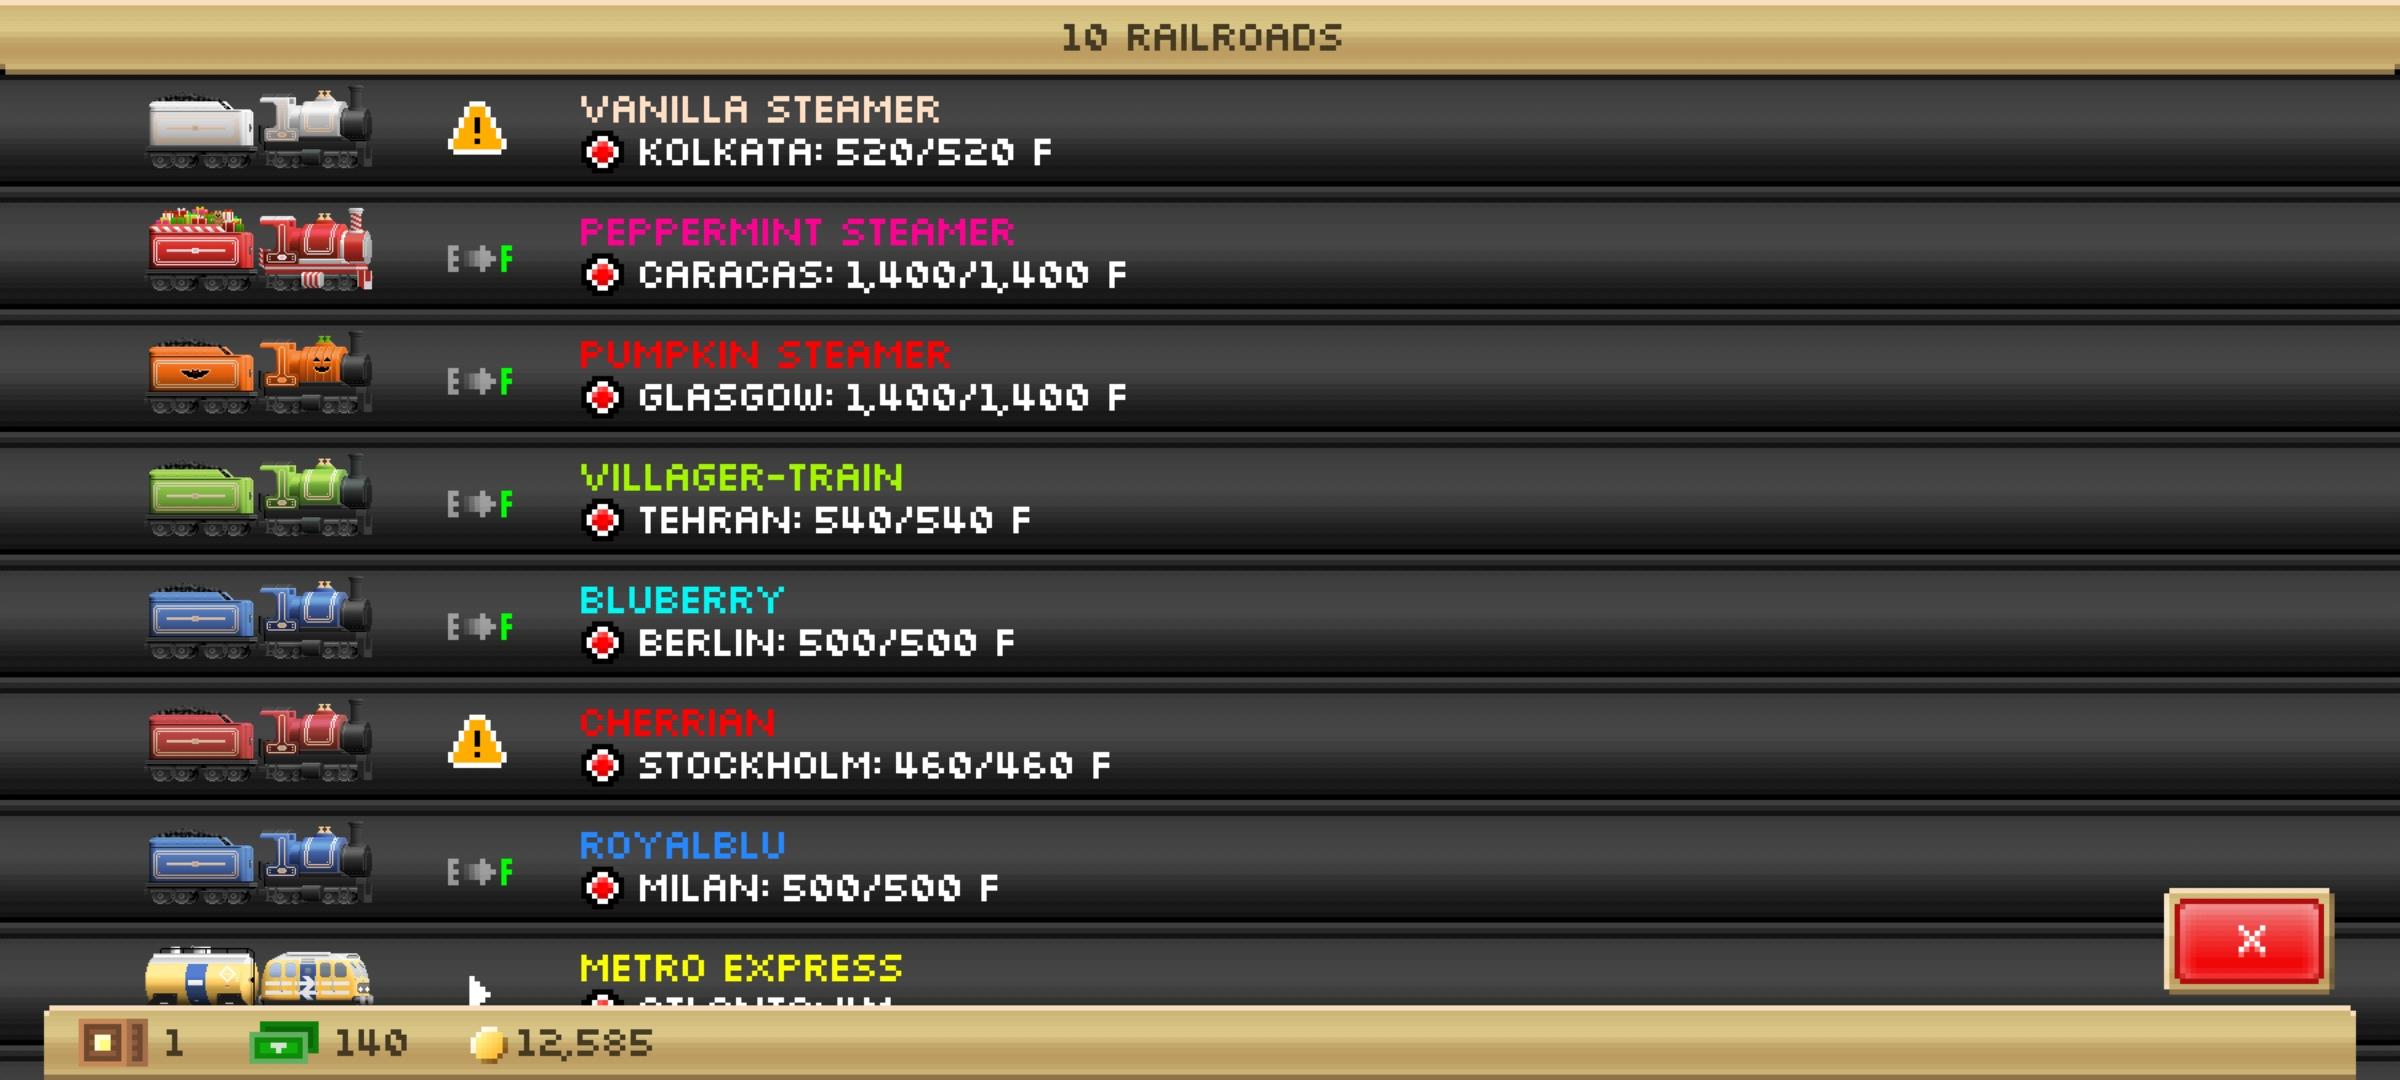 10 RAILROADS
VANILLA STEAMER
KOLKATA: 520/520 F
PEPPERMINT STEAMER
E F
CARACAS: 1,400/1,400 F
PUMPKIN STEAMER
E F
GLASGOW: 1,400/1,400 F
VILLAGER-TRAIN
E F
TEHRAN: 540/540 F
BLUBERRY
E F
BERLIN: 500/500 F
CHERRIAN
STOCKHOLM: 460/460 F
ROYALBLU
E F
MILAN: 500/500 F
METRO EXPRESS
X
1 140 12,585